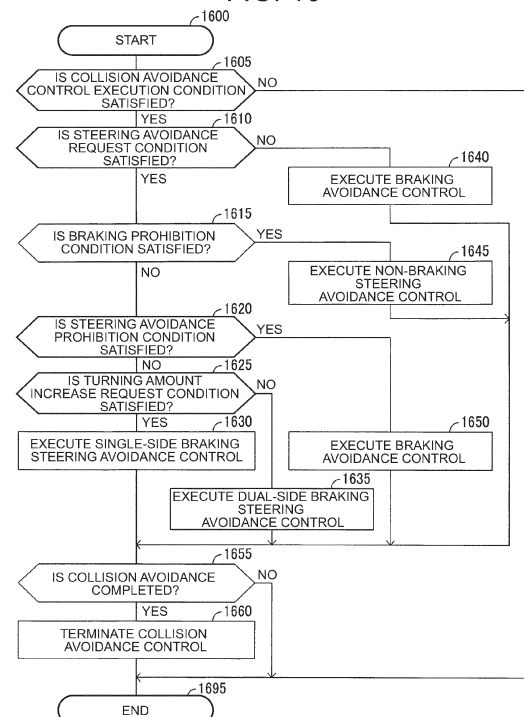 1600
START
1605
IS COLLISION AVOIDANCE
CONTROL EXECUTION CONDITION
SATISFIED?
NO
YES
1610
IS STEERING AVOIDANCE
REQUEST CONDITION
SATISFIED?
NO
YES
1640
EXECUTE BRAKING
AVOIDANCE CONTROL
1615
IS BRAKING PROHIBITION
CONDITION SATISFIED?
YES
NO
1645
EXECUTE NON-BRAKING
STEERING
AVOIDANCE CONTROL
1620
IS STEERING AVOIDANCE
PROHIBITION CONDITION
SATISFIED?
YES
NO
1625
IS TURNING AMOUNT
INCREASE REQUEST CONDITION
SATISFIED?
NO
YES
1630
EXECUTE SINGLE-SIDE BRAKING
STEERING AVOIDANCE CONTROL
1650
EXECUTE BRAKING
AVOIDANCE CONTROL
1635
EXECUTE DUAL-SIDE BRAKING
STEERING
AVOIDANCE CONTROL
1655
IS COLLISION AVOIDANCE
COMPLETED?
NO
YES
1660
TERMINATE COLLISION
AVOIDANCE CONTROL
1695
END